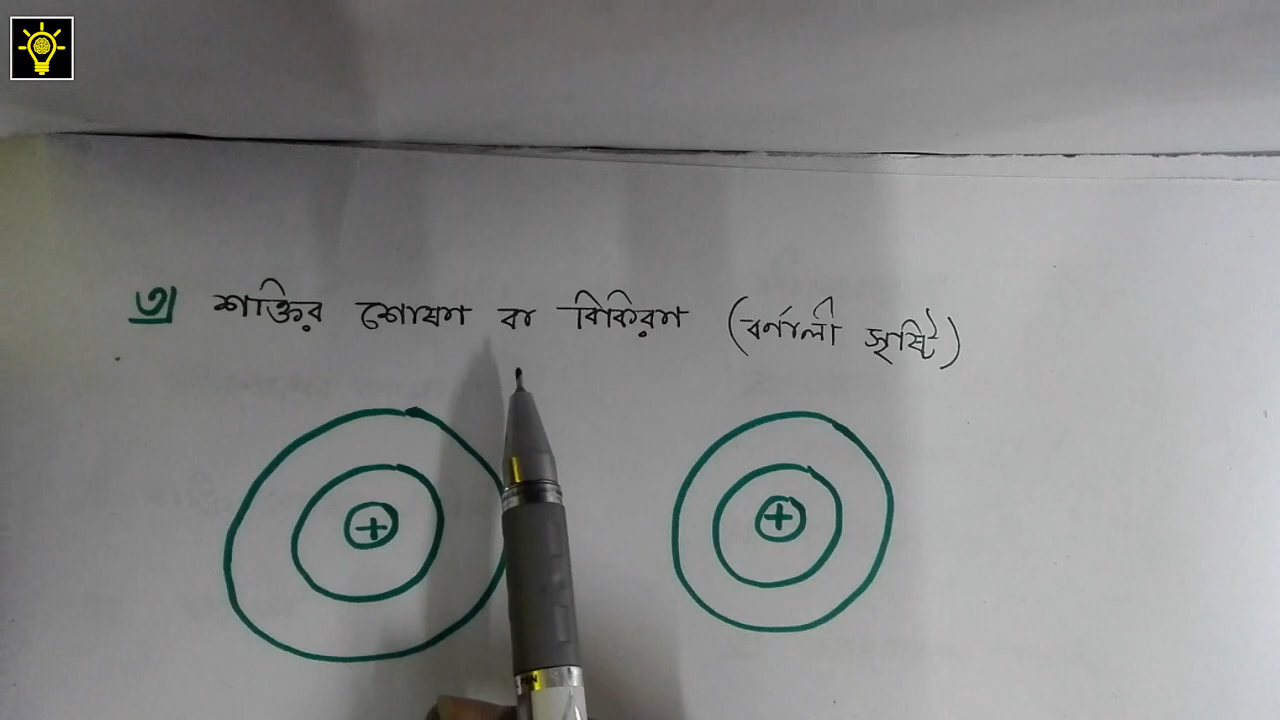 ৩। শক্তির শোষণ বা বিকিরণ (বর্নালী সৃষ্টি)
+ +